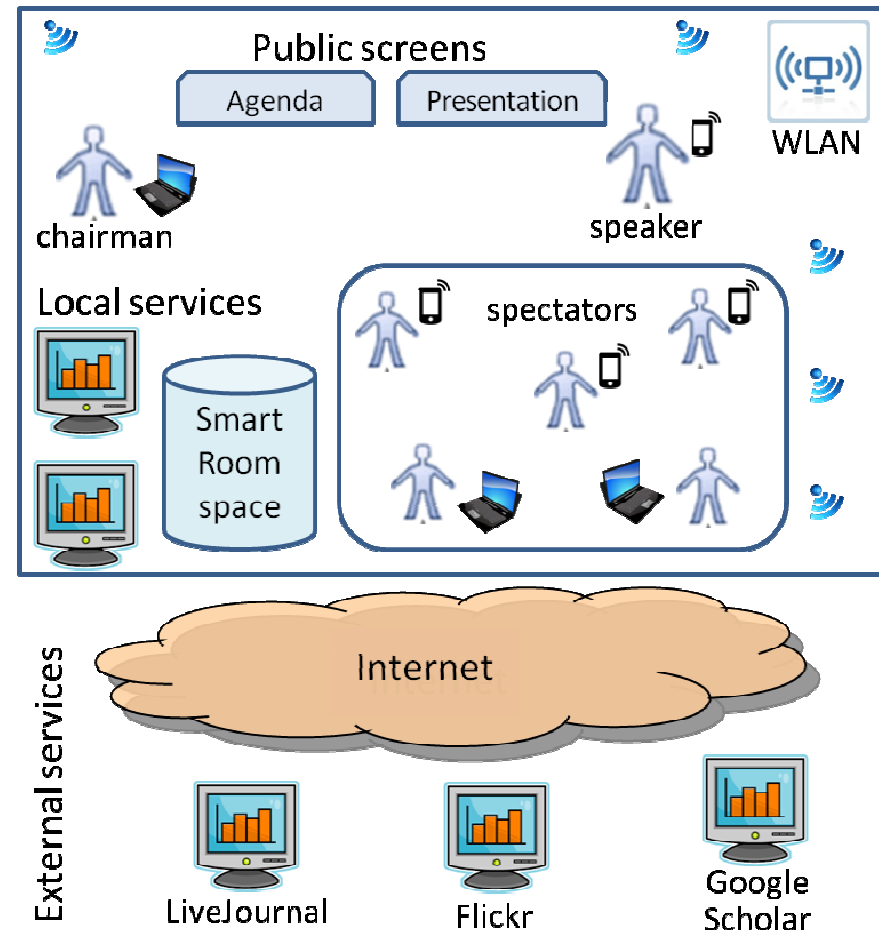 Public screens
Agenda
Presentation
WLAN
chairman
speaker
Local services
spectators
Smart
Room
space
Internet
External services
LiveJournal
Flickr
Google
Scholar